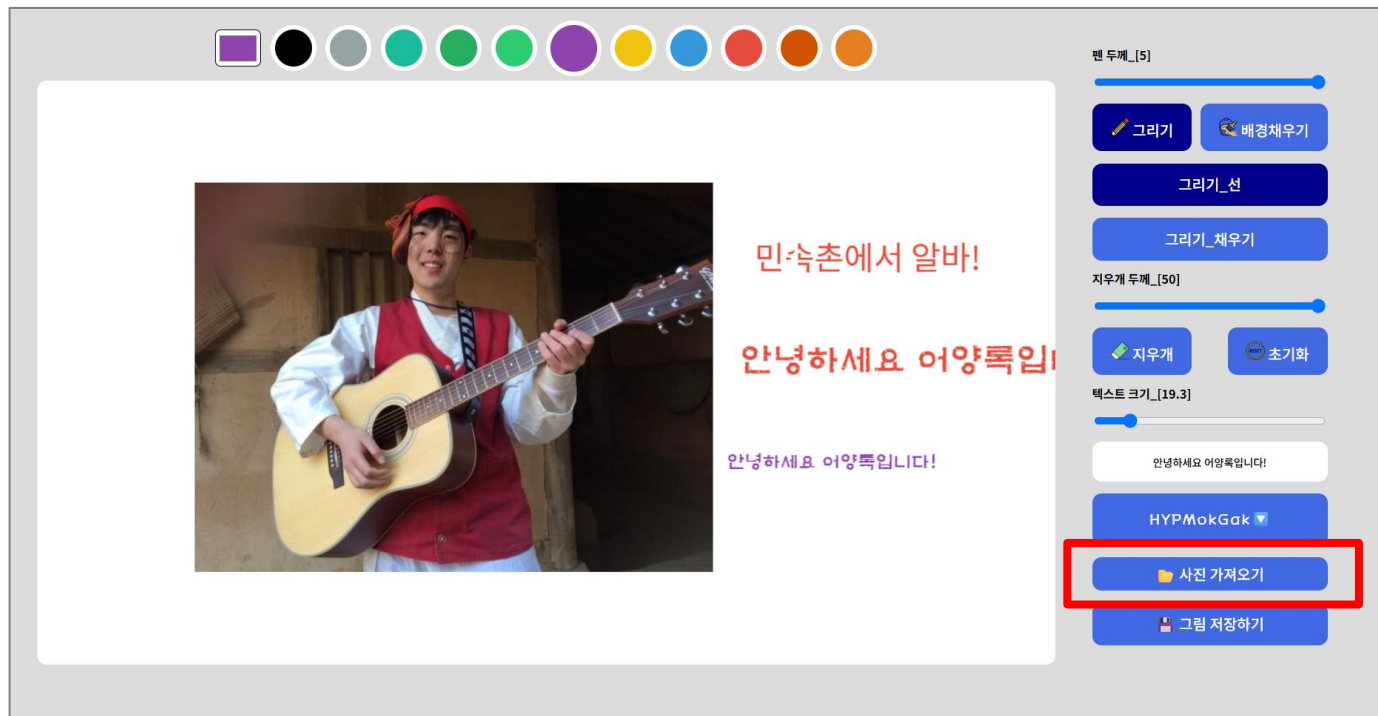 펜 두께_[5]
그리기
배경채우기
그리기_선
그리기_채우기
지우개 두께_[50]
지우개
초기화
텍스트 크기_[19.3]
안녕하세요 어양록입니다!
HYPMokGak
사진 가져오기
그림 저장하기
민속촌에서 알바!
안녕하세요 어양록입
안녕하세요 어양록입니다!